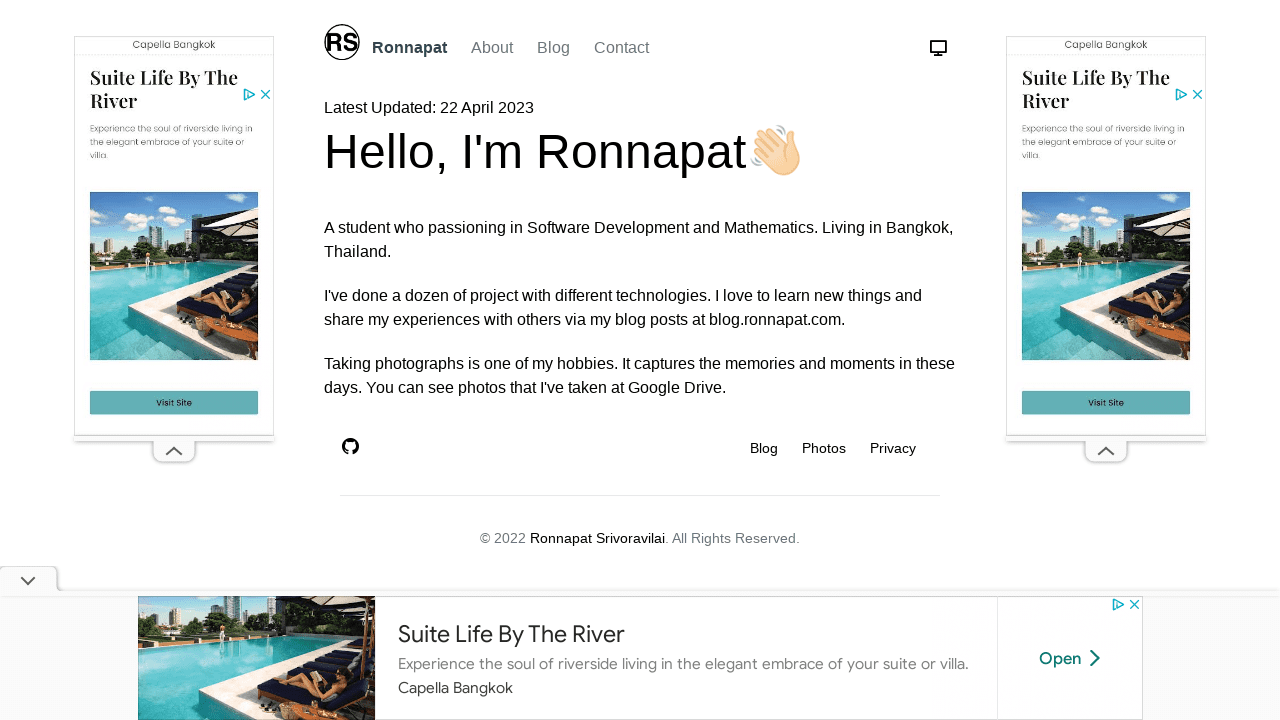 RS
Ronnapat
About
Blog
Contact
Latest Updated: 22 April 2023
Hello, I'm Ronnapat
A student who passioning in Software Development and Mathematics. Living in Bangkok,
Thailand.
I've done a dozen of project with different technologies. I love to learn new things and
share my experiences with others via my blog posts at blog.ronnapat.com.
Taking photographs is one of my hobbies. It captures the memories and moments in these
days. You can see photos that I've taken at Google Drive.
Blog
Photos
Privacy
© 2022 Ronnapat Srivoravilai. All Rights Reserved.
Capella Bangkok
Suite Life By The
River
Experience the soul of riverside living in
the elegant embrace of your suite or
villa.
Visit Site
Capella Bangkok
Suite Life By The
River
Experience the soul of riverside living in
the elegant embrace of your suite or
villa.
Visit Site
Suite Life By The River
Experience the soul of riverside living in the elegant embrace of your suite or villa.
Capella Bangkok
Open